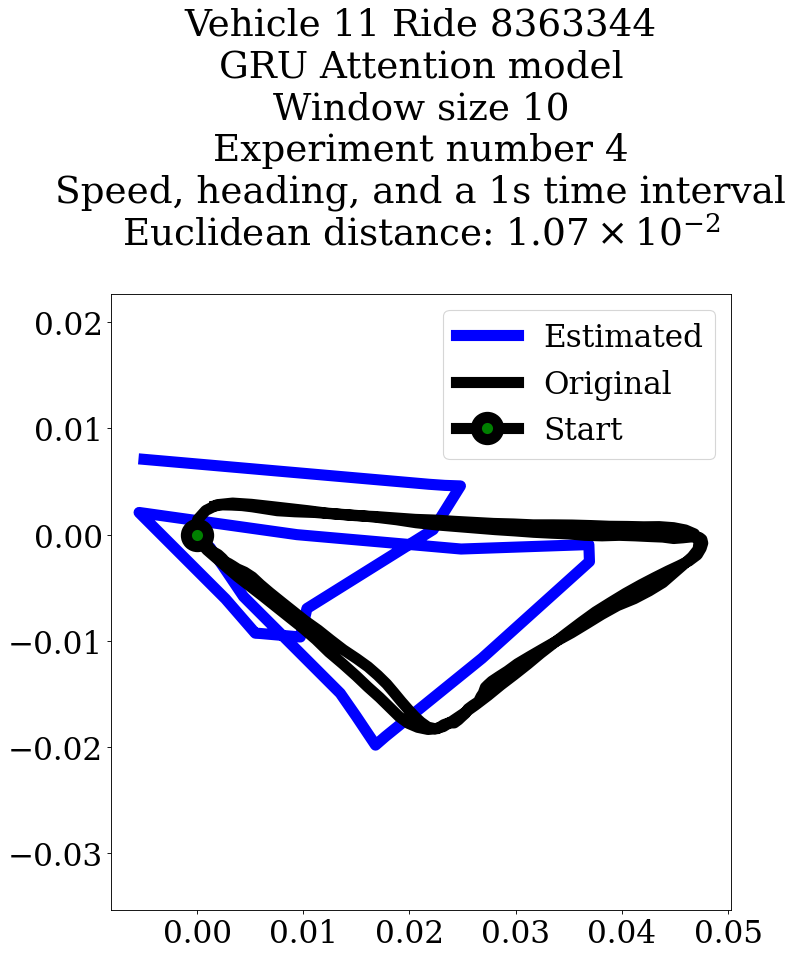 Vehicle 11 Ride 8363344
GRU Attention model
Window size 10
Experiment number 4
Speed, heading, and a 1s time interval
Euclidean distance: 1.07 × 10⁻²
0.02
0.01
0.00
−0.01
−0.02
−0.03
Estimated
Original
Start
0.00 0.01 0.02 0.03 0.04 0.05